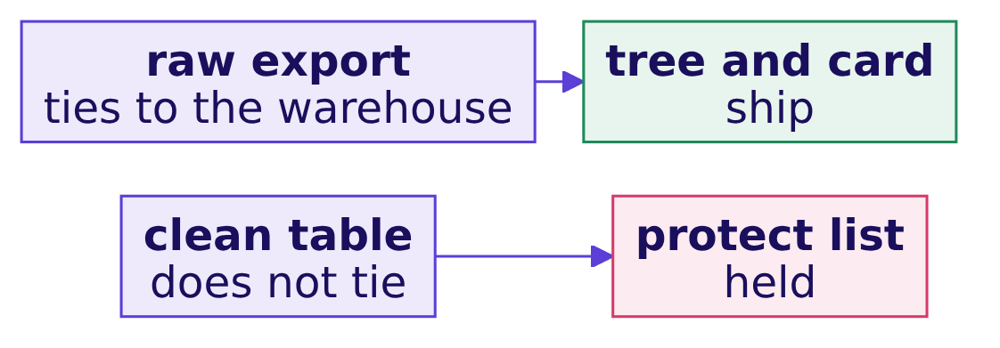 raw export
ties to the warehouse
tree and card
ship
clean table
does not tie
protect list
held